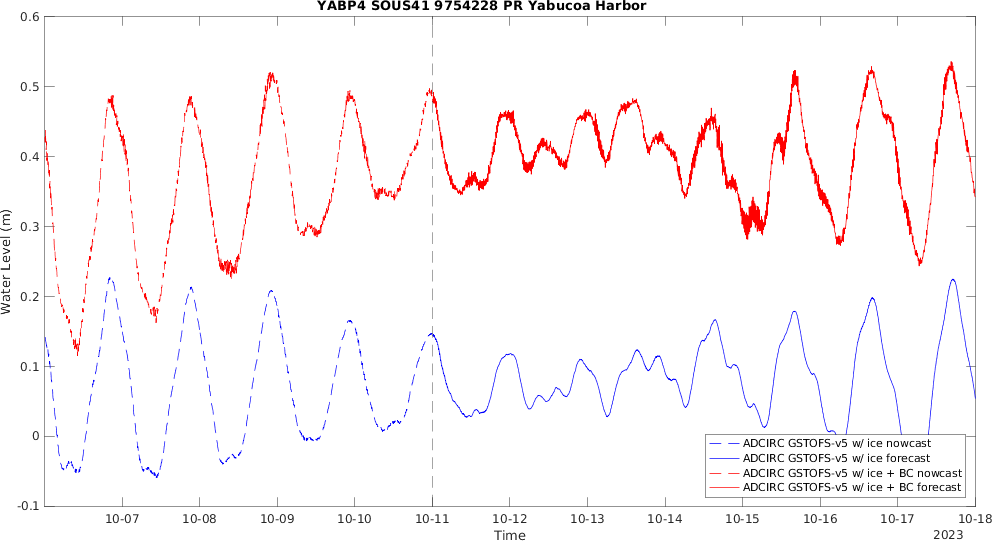 YABP4 SOUS41 9754228 PR Yabucoa Harbor
0.6
0.5
0.4
0.3
0.2
0.1
0
-0.1
Water Level (m)
10-07 10-08 10-09 10-10 10-11 10-12 10-13 10-14 10-15 10-16 10-17 10-18
Time
2023
ADCIRC GSTOFS-v5 w/ ice nowcast
ADCIRC GSTOFS-v5 w/ ice forecast
ADCIRC GSTOFS-v5 w/ ice + BC nowcast
ADCIRC GSTOFS-v5 w/ ice + BC forecast